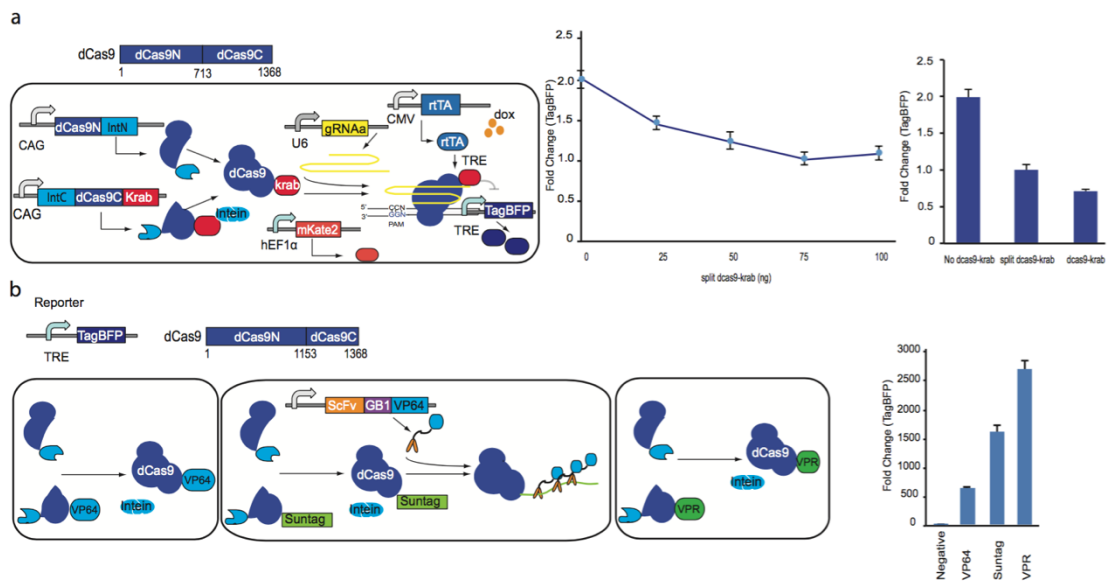 a
dCas9
dCas9N
dCas9C
1
713
1368
CAG
dCas9N
IntN
U6
gRNAa
CMV
rtTA
dox
rtTA
TRE
CAG
IntC
dCas9C
Krab
dCas9
krab
Intein
5'
CCN
3'
GGN
PAM
TagBFP
TRE
hEF1α
mKate2
Fold Change (TagBFP)
2.5
2.0
1.5
1.0
0.5
0
0
25
50
75
100
split dcas9-krab (ng)
Fold Change (TagBFP)
2.5
2.0
1.5
1.0
0.5
0
No dcas9-krab
split dcas9-krab
dcas9-krab
b
Reporter
TagBFP
TRE
dCas9
dCas9N
dCas9C
1
1153
1368
dCas9
VP64
Intein
VP64
ScFv
GB1
VP64
dCas9
Suntag
Intein
Suntag
dCas9
VPR
Intein
VPR
Fold Change (TagBFP)
3000
2500
2000
1500
1000
500
0
Negative
VP64
Suntag
VPR